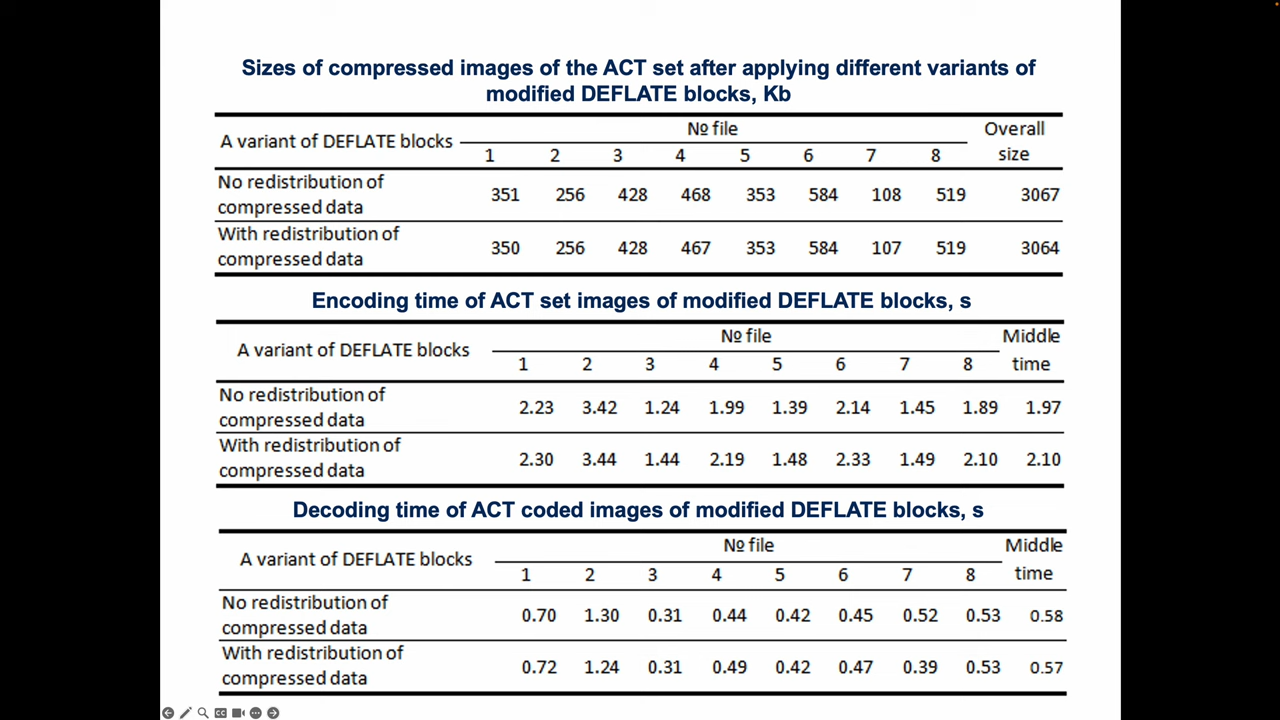 Sizes of compressed images of the ACT set after applying different variants of
modified DEFLATE blocks, Kb
A variant of DEFLATE blocks № file Overall size
1 2 3 4 5 6 7 8
No redistribution of
compressed data 351 256 428 468 353 584 108 519 3067
With redistribution of
compressed data 350 256 428 467 353 584 107 519 3064
Encoding time of ACT set images of modified DEFLATE blocks, s
A variant of DEFLATE blocks № file Middle time
1 2 3 4 5 6 7 8
No redistribution of
compressed data 2.23 3.42 1.24 1.99 1.39 2.14 1.45 1.89 1.97
With redistribution of
compressed data 2.30 3.44 1.44 2.19 1.48 2.33 1.49 2.10 2.10
Decoding time of ACT coded images of modified DEFLATE blocks, s
A variant of DEFLATE blocks № file Middle time
1 2 3 4 5 6 7 8
No redistribution of
compressed data 0.70 1.30 0.31 0.44 0.42 0.45 0.52 0.53 0.58
With redistribution of
compressed data 0.72 1.24 0.31 0.49 0.42 0.47 0.39 0.53 0.57